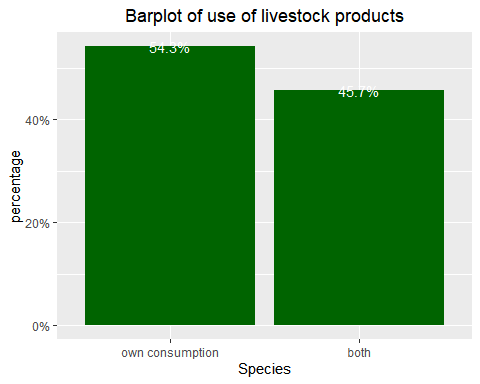 Barplot of use of livestock products
54.3%
45.7%
40%
20%
0%
percentage
own consumption
both
Species